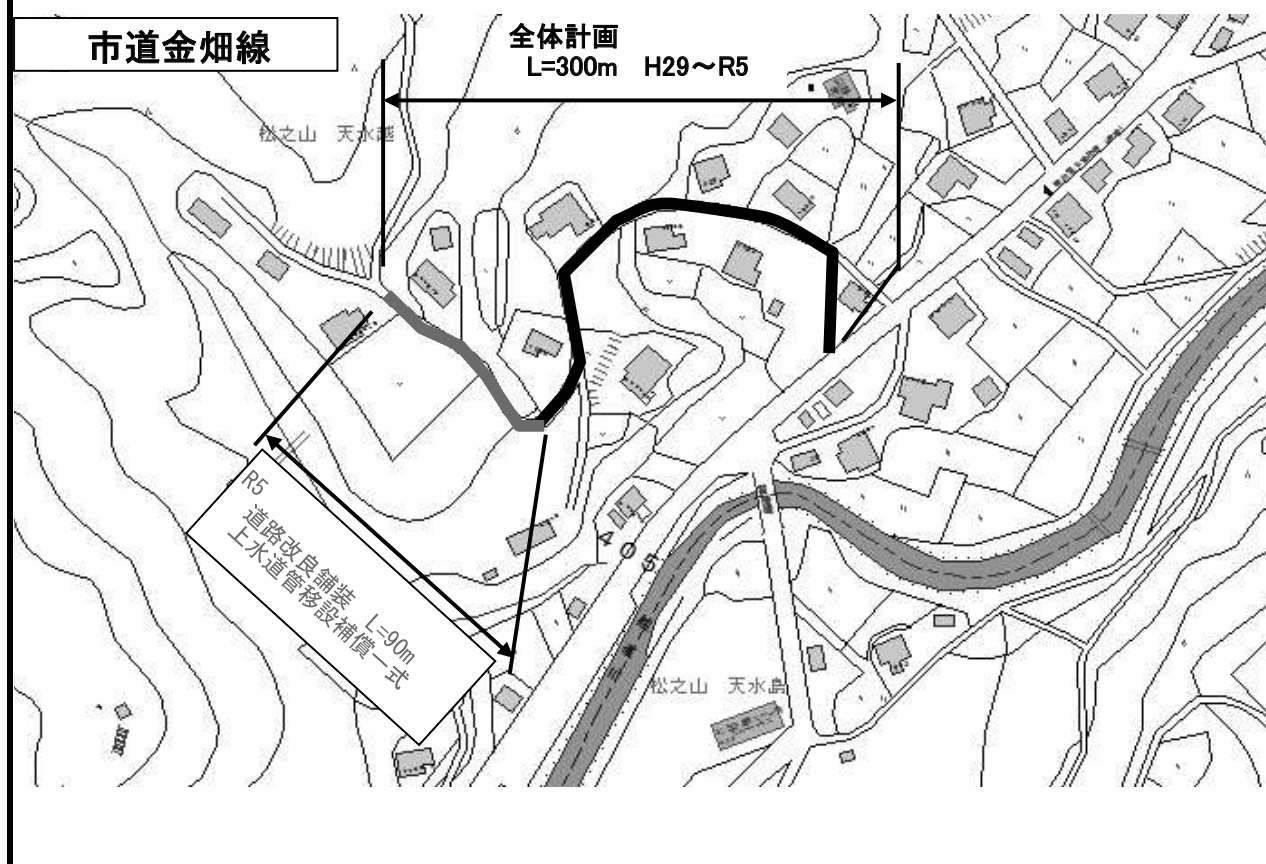 市道金畑線
全体計画
L=300m H29～R5
松之山 天水越
R5
道路改良舗装 L=90m
上水道管移設補償一式
405
松之山 天水島